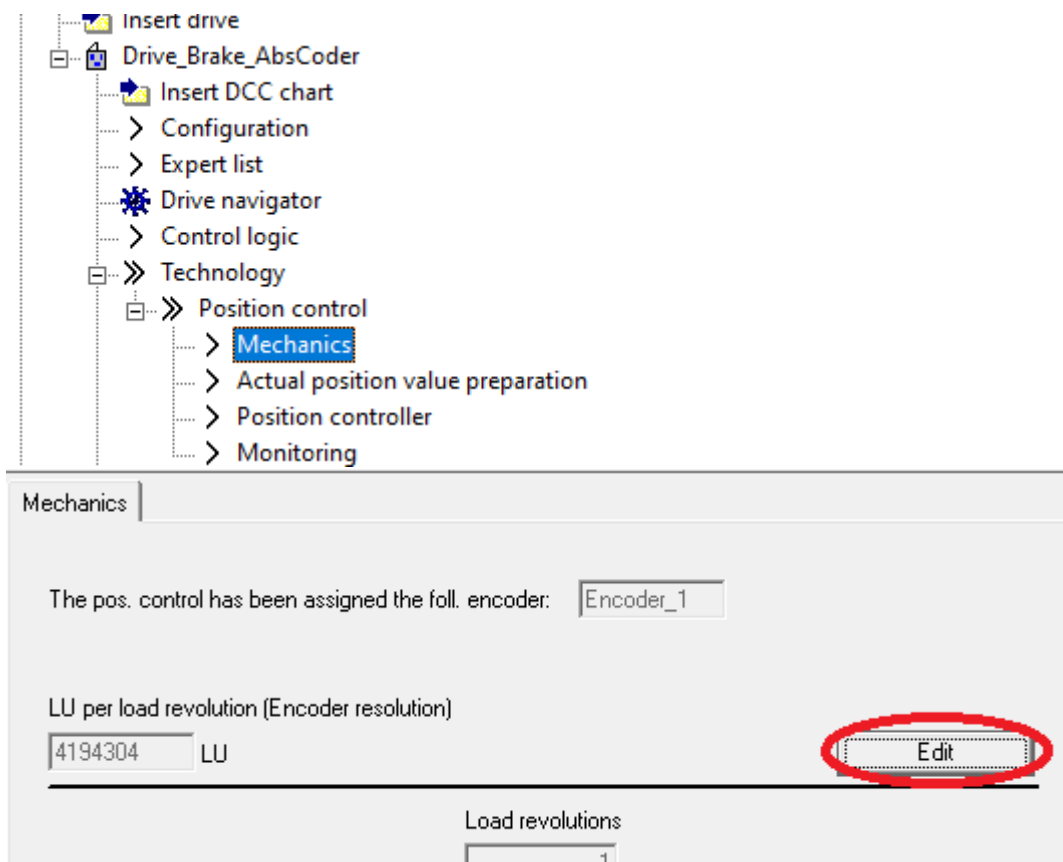 Insert drive
Drive_Brake_AbsCoder
Insert DCC chart
Configuration
Expert list
Drive navigator
Control logic
Technology
Position control
Mechanics
Actual position value preparation
Position controller
Monitoring
Mechanics
The pos. control has been assigned the foll. encoder: Encoder_1
LU per load revolution (Encoder resolution)
4194304 LU Edit
Load revolutions
1